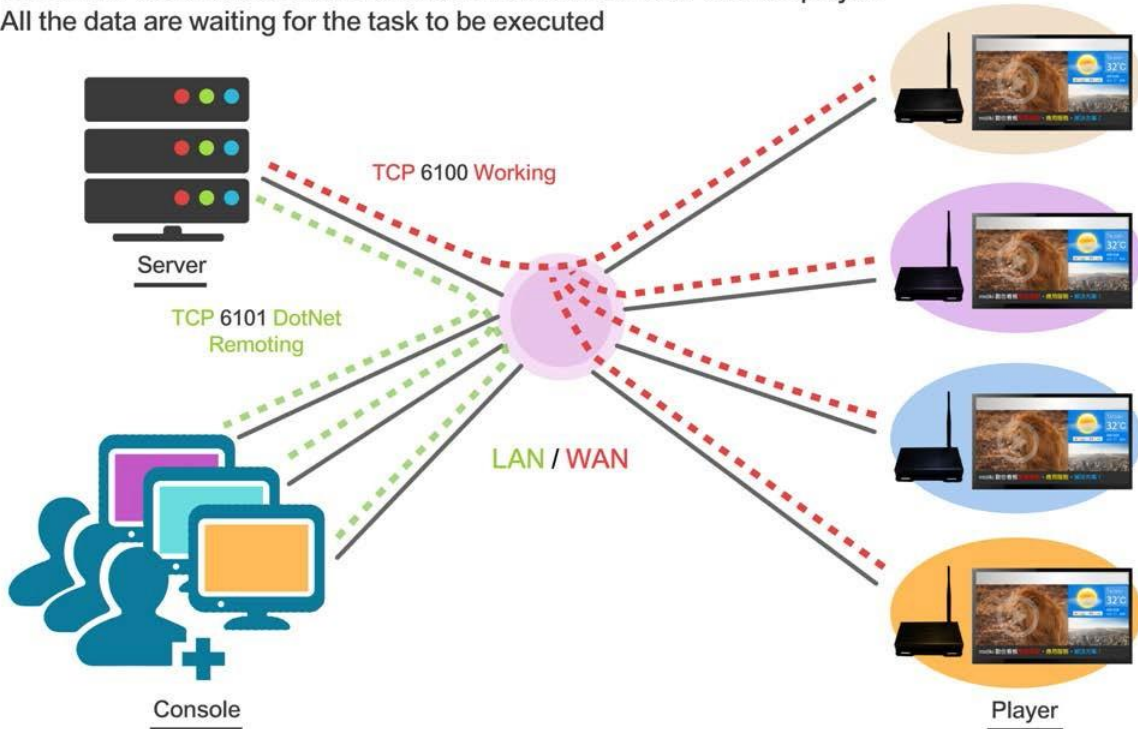 All the data are waiting for the task to be executed
TCP 6100 Working
Server
TCP 6101 DotNet
Remoting
LAN / WAN
Console
Player
32°C
32°C
32°C
32°C